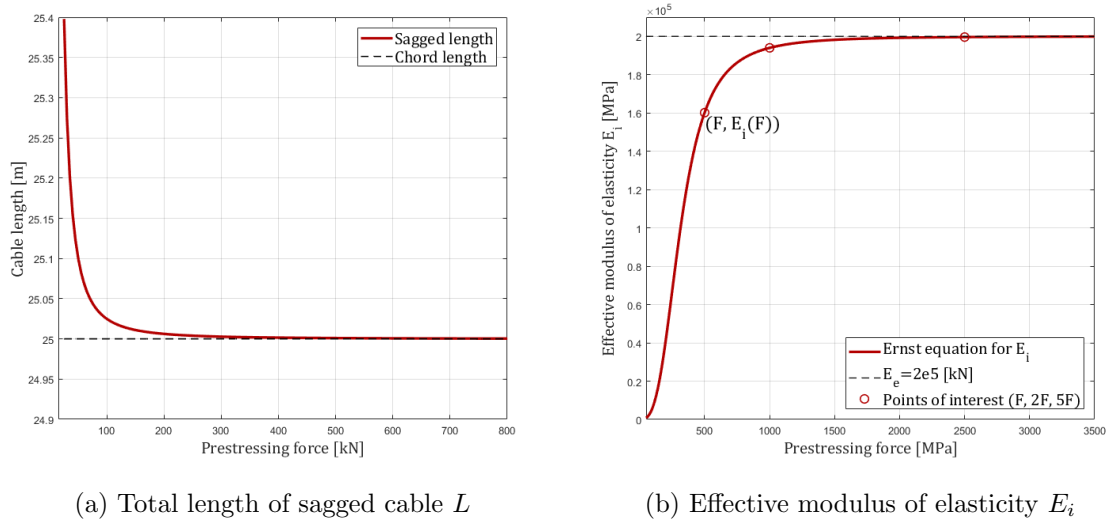 25.4
25.35
25.3
25.25
25.2
25.15
25.1
25.05
25
24.95
24.9
Cable length [m]
100 200 300 400 500 600 700 800
Prestressing force [kN]
Sagged length
Chord length
(a) Total length of sagged cable L
×10⁵
2
1.8
1.6
1.4
1.2
1
0.8
0.6
0.4
0.2
0
Effective modulus of elasticity E_i [MPa]
500 1000 1500 2000 2500 3000 3500
Prestressing force [MPa]
(F, E_i(F))
Ernst equation for E_i
E_e=2e5 [kN]
Points of interest (F, 2F, 5F)
(b) Effective modulus of elasticity E_i